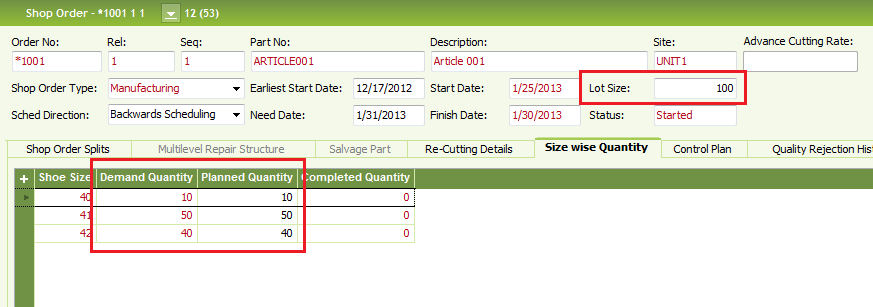 Shop Order - *1001 1 1 12 (53)
Order No: Rel: Seq: Part No: Description: Site: Advance Cutting Rate:
*1001 1 1 ARTICLE001 Article 001 UNIT1
Shop Order Type: Manufacturing Earliest Start Date: 12/17/2012 Start Date: 1/25/2013 Lot Size: 100
Sched Direction: Backwards Scheduling Need Date: 1/31/2013 Finish Date: 1/30/2013 Status: Started
Shop Order Splits Multilevel Repair Structure Salvage Part Re-Cutting Details Size wise Quantity Control Plan Quality Rejection Hist
Shoe Size Demand Quantity Planned Quantity Completed Quantity
40 10 10 0
41 50 50 0
42 40 40 0